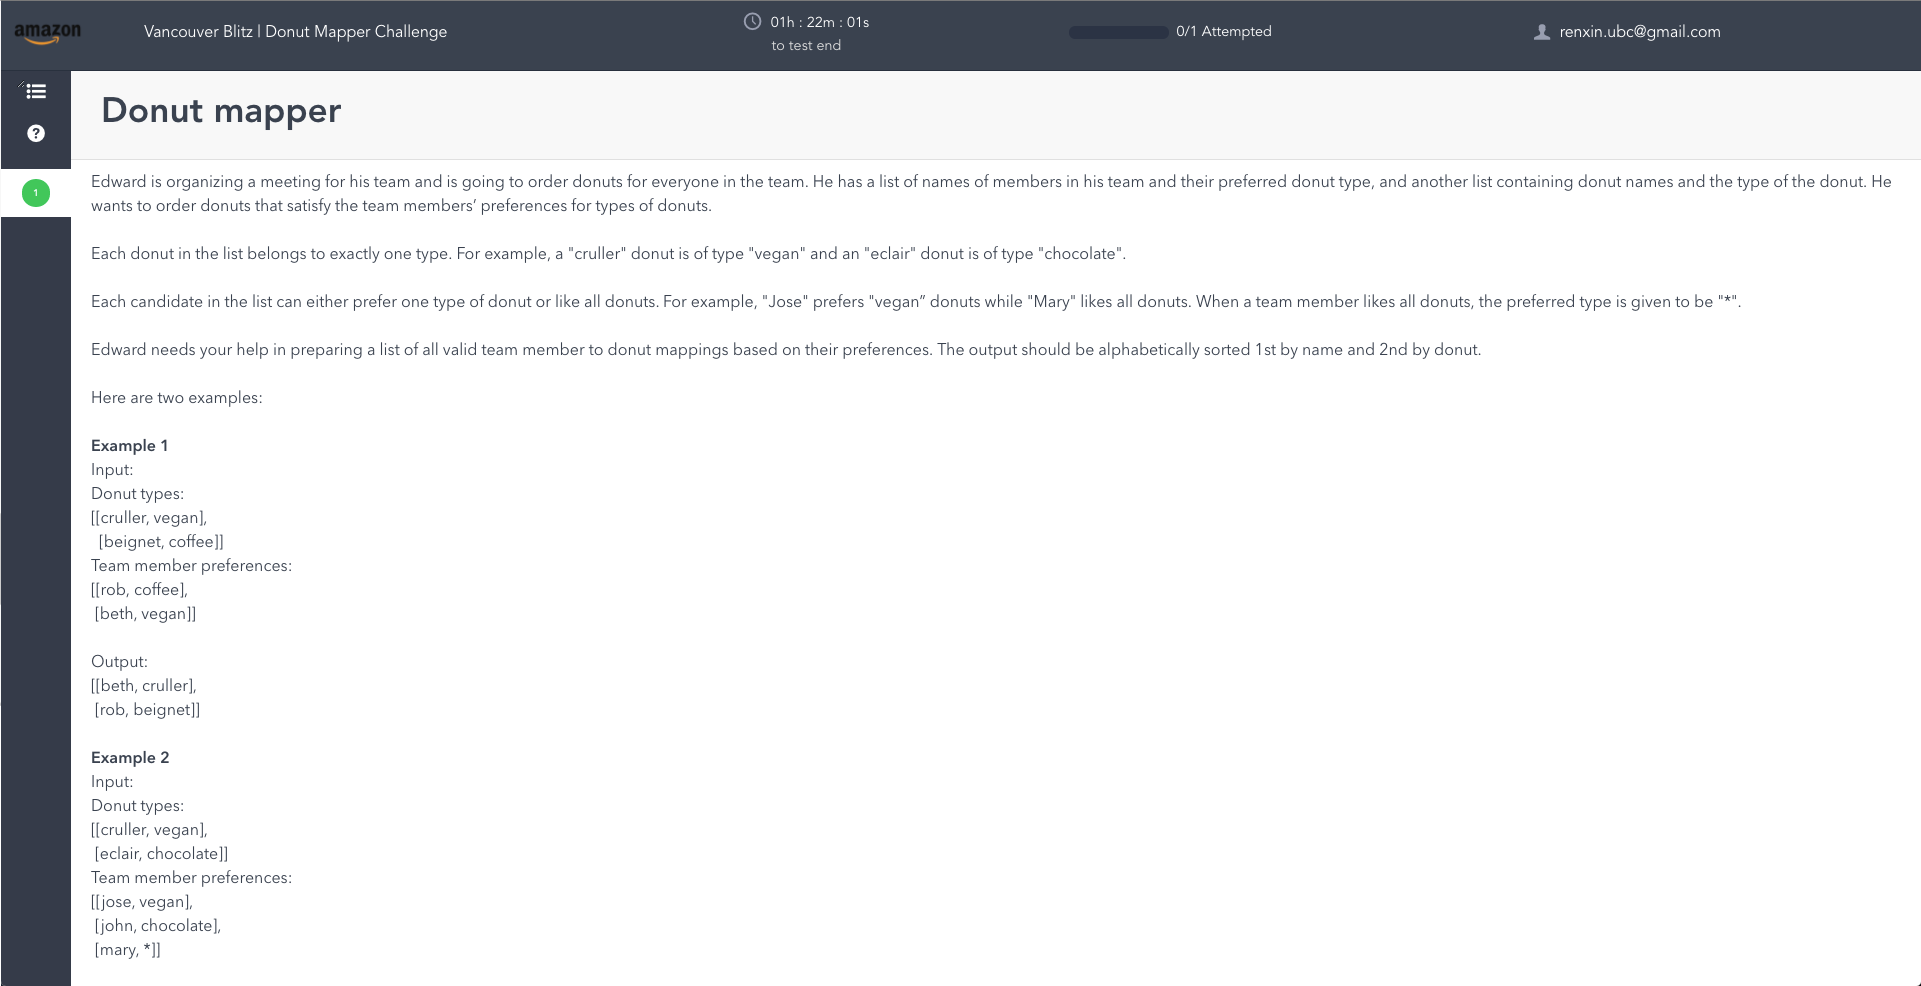 amazon
Vancouver Blitz | Donut Mapper Challenge
01h : 22m : 01s
to test end
0/1 Attempted
renxin.ubc@gmail.com
?
1
Donut mapper
Edward is organizing a meeting for his team and is going to order donuts for everyone in the team. He has a list of names of members in his team and their preferred donut type, and another list containing donut names and the type of the donut. He
wants to order donuts that satisfy the team members’ preferences for types of donuts.
Each donut in the list belongs to exactly one type. For example, a "cruller" donut is of type "vegan" and an "eclair" donut is of type "chocolate".
Each candidate in the list can either prefer one type of donut or like all donuts. For example, "Jose" prefers "vegan” donuts while "Mary" likes all donuts. When a team member likes all donuts, the preferred type is given to be "*".
Edward needs your help in preparing a list of all valid team member to donut mappings based on their preferences. The output should be alphabetically sorted 1st by name and 2nd by donut.
Here are two examples:
Example 1
Input:
Donut types:
[[cruller, vegan],
[beignet, coffee]]
Team member preferences:
[[rob, coffee],
[beth, vegan]]
Output:
[[beth, cruller],
[rob, beignet]]
Example 2
Input:
Donut types:
[[cruller, vegan],
[eclair, chocolate]]
Team member preferences:
[[jose, vegan],
[john, chocolate],
[mary, *]]